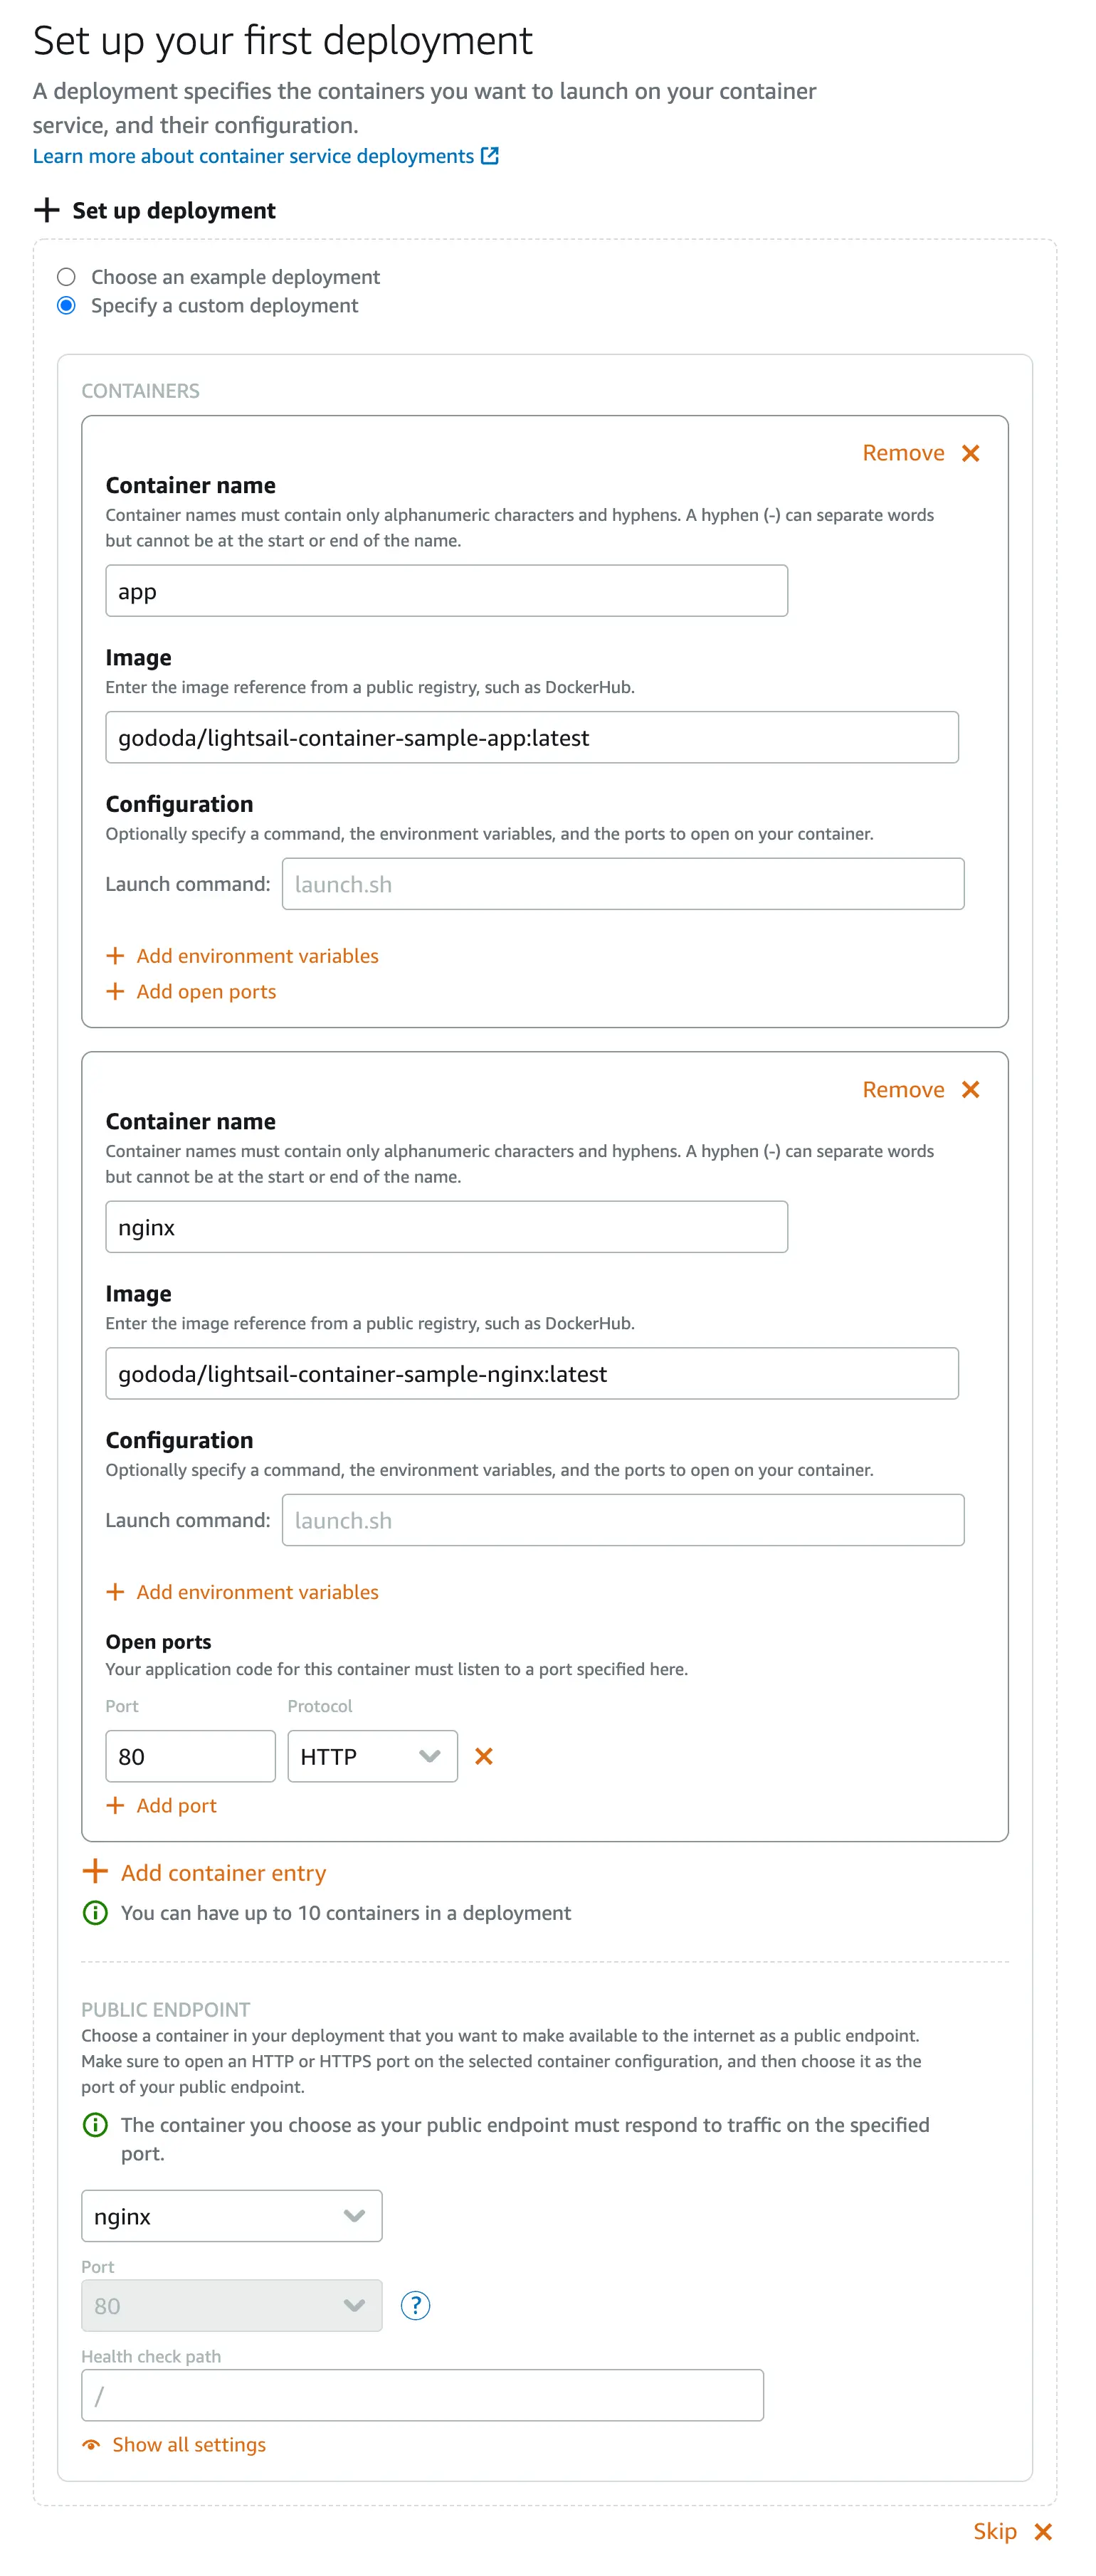 Set up your first deployment
A deployment specifies the containers you want to launch on your container
service, and their configuration.
Learn more about container service deployments
Set up deployment
Choose an example deployment
Specify a custom deployment
CONTAINERS
Remove
Container name
Container names must contain only alphanumeric characters and hyphens. A hyphen (-) can separate words
but cannot be at the start or end of the name.
app
Image
Enter the image reference from a public registry, such as DockerHub.
gododa/lightsail-container-sample-app:latest
Configuration
Optionally specify a command, the environment variables, and the ports to open on your container.
Launch command: launch.sh
+ Add environment variables
+ Add open ports
Remove
Container name
Container names must contain only alphanumeric characters and hyphens. A hyphen (-) can separate words
but cannot be at the start or end of the name.
nginx
Image
Enter the image reference from a public registry, such as DockerHub.
gododa/lightsail-container-sample-nginx:latest
Configuration
Optionally specify a command, the environment variables, and the ports to open on your container.
Launch command: launch.sh
+ Add environment variables
Open ports
Your application code for this container must listen to a port specified here.
Port Protocol
80 HTTP
+ Add port
+ Add container entry
You can have up to 10 containers in a deployment
PUBLIC ENDPOINT
Choose a container in your deployment that you want to make available to the internet as a public endpoint.
Make sure to open an HTTP or HTTPS port on the selected container configuration, and then choose it as the
port of your public endpoint.
The container you choose as your public endpoint must respond to traffic on the specified
port.
nginx
Port
80 ?
Health check path
/
Show all settings
Skip